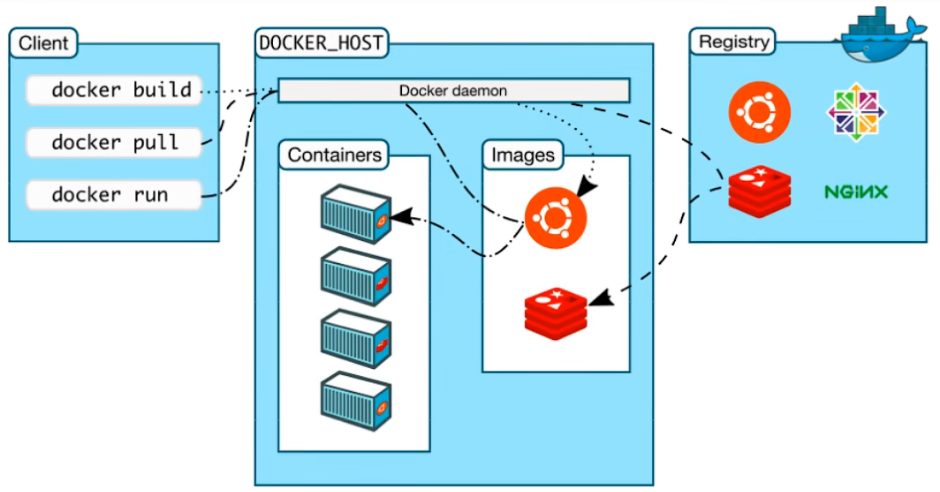 Client
docker build
docker pull
docker run
DOCKER_HOST
Docker daemon
Containers
Images
Registry
NGINX